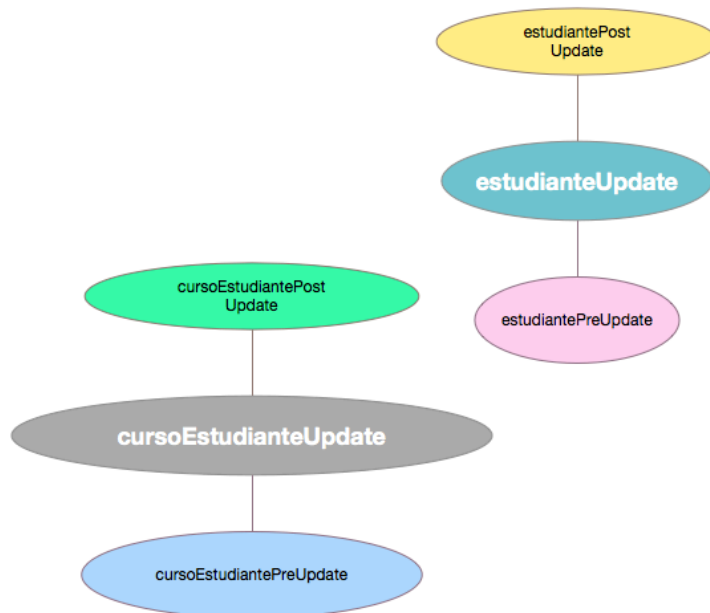 estudiantePost
Update
estudianteUpdate
cursoEstudiantePost
Update
estudiantePreUpdate
cursoEstudianteUpdate
cursoEstudiantePreUpdate